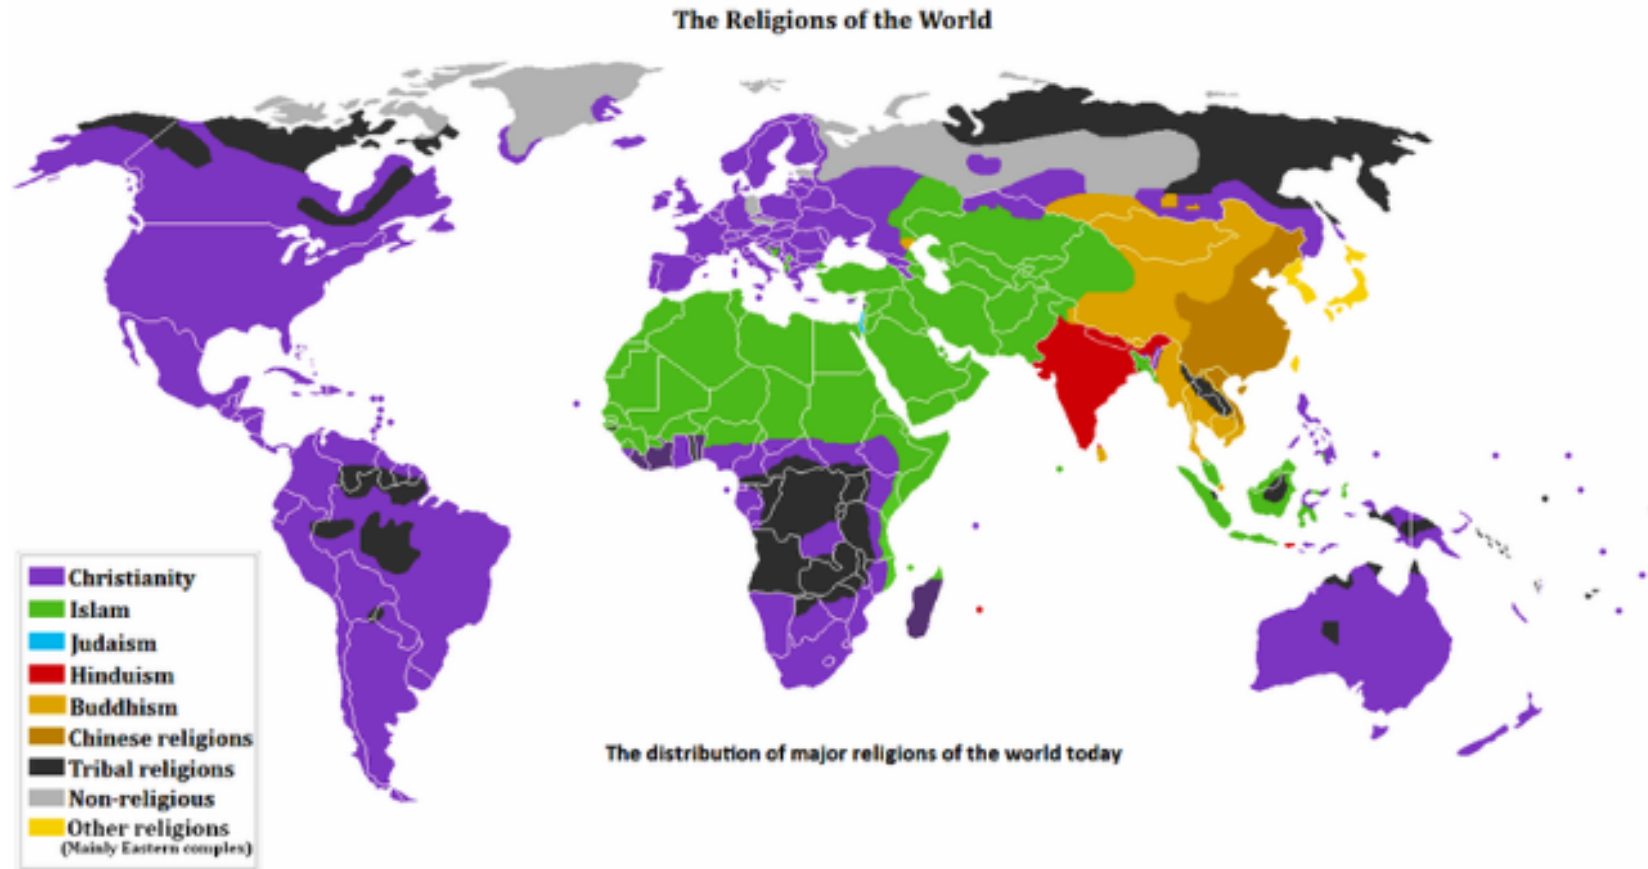 The Religions of the World
Christianity
Islam
Judaism
Hinduism
Buddhism
Chinese religions
Tribal religions
Non-religious
Other religions
(Mainly Eastern complex)
The distribution of major religions of the world today